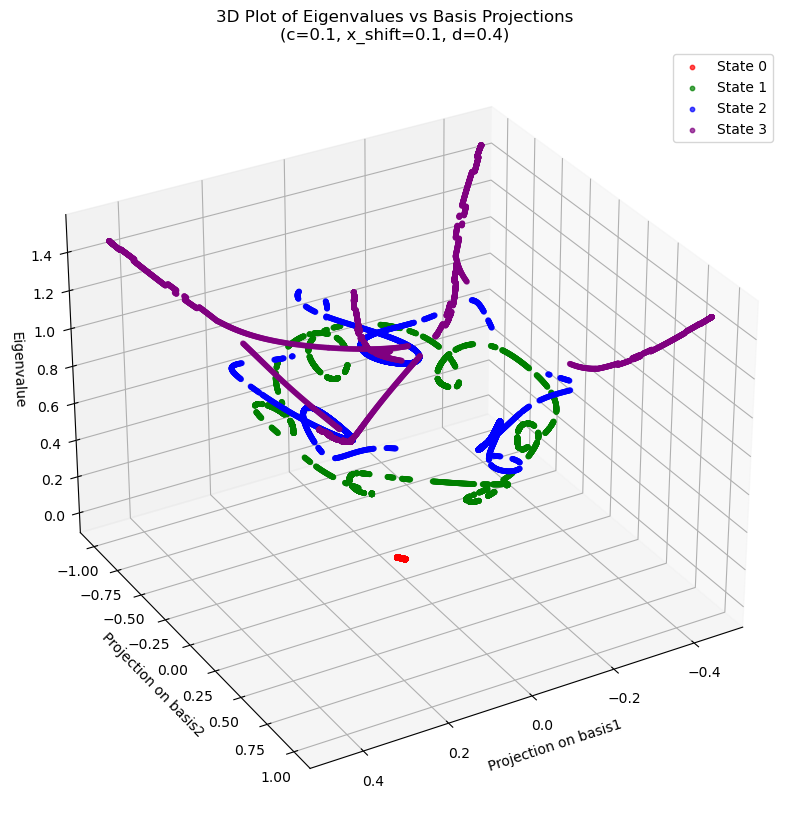 3D Plot of Eigenvalues vs Basis Projections
(c=0.1, x_shift=0.1, d=0.4)
State 0
State 1
State 2
State 3
Eigenvalue
1.4
1.2
1.0
0.8
0.6
0.4
0.2
0.0
Projection on basis2
−1.00
−0.75
−0.50
−0.25
0.00
0.25
0.50
0.75
1.00
Projection on basis1
0.4
0.2
0.0
−0.2
−0.4